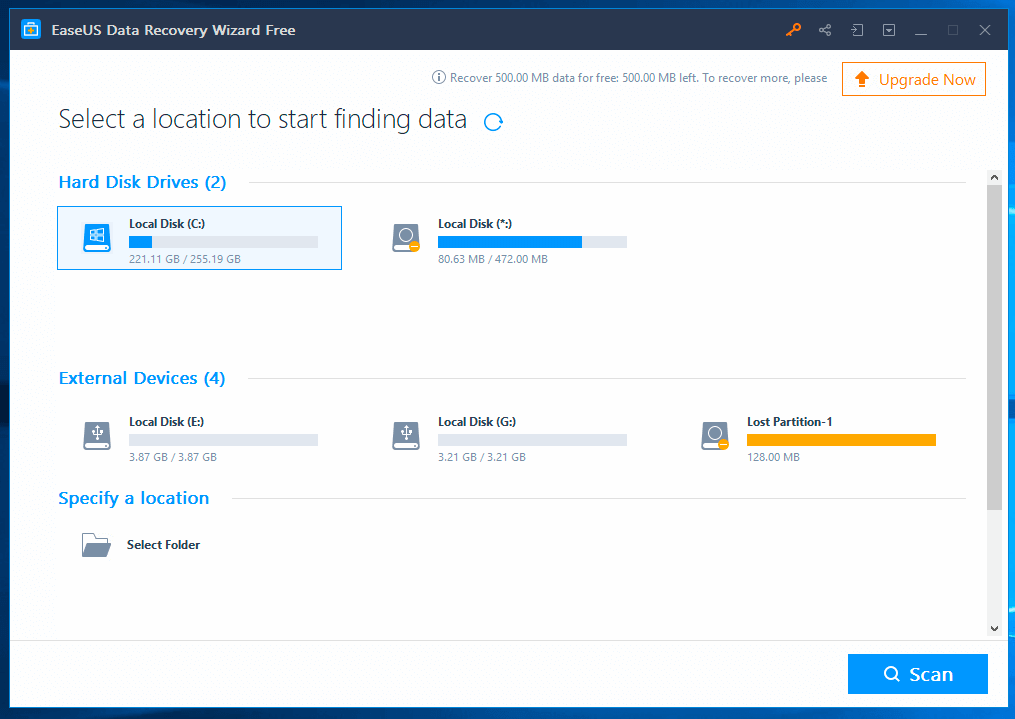 EaseUS Data Recovery Wizard Free
Recover 500.00 MB data for free: 500.00 MB left. To recover more, please
Upgrade Now
Select a location to start finding data
Hard Disk Drives (2)
Local Disk (C:)
221.11 GB / 255.19 GB
Local Disk (*:)
80.63 MB / 472.00 MB
External Devices (4)
Local Disk (E:)
3.87 GB / 3.87 GB
Local Disk (G:)
3.21 GB / 3.21 GB
Lost Partition-1
128.00 MB
Specify a location
Select Folder
Scan